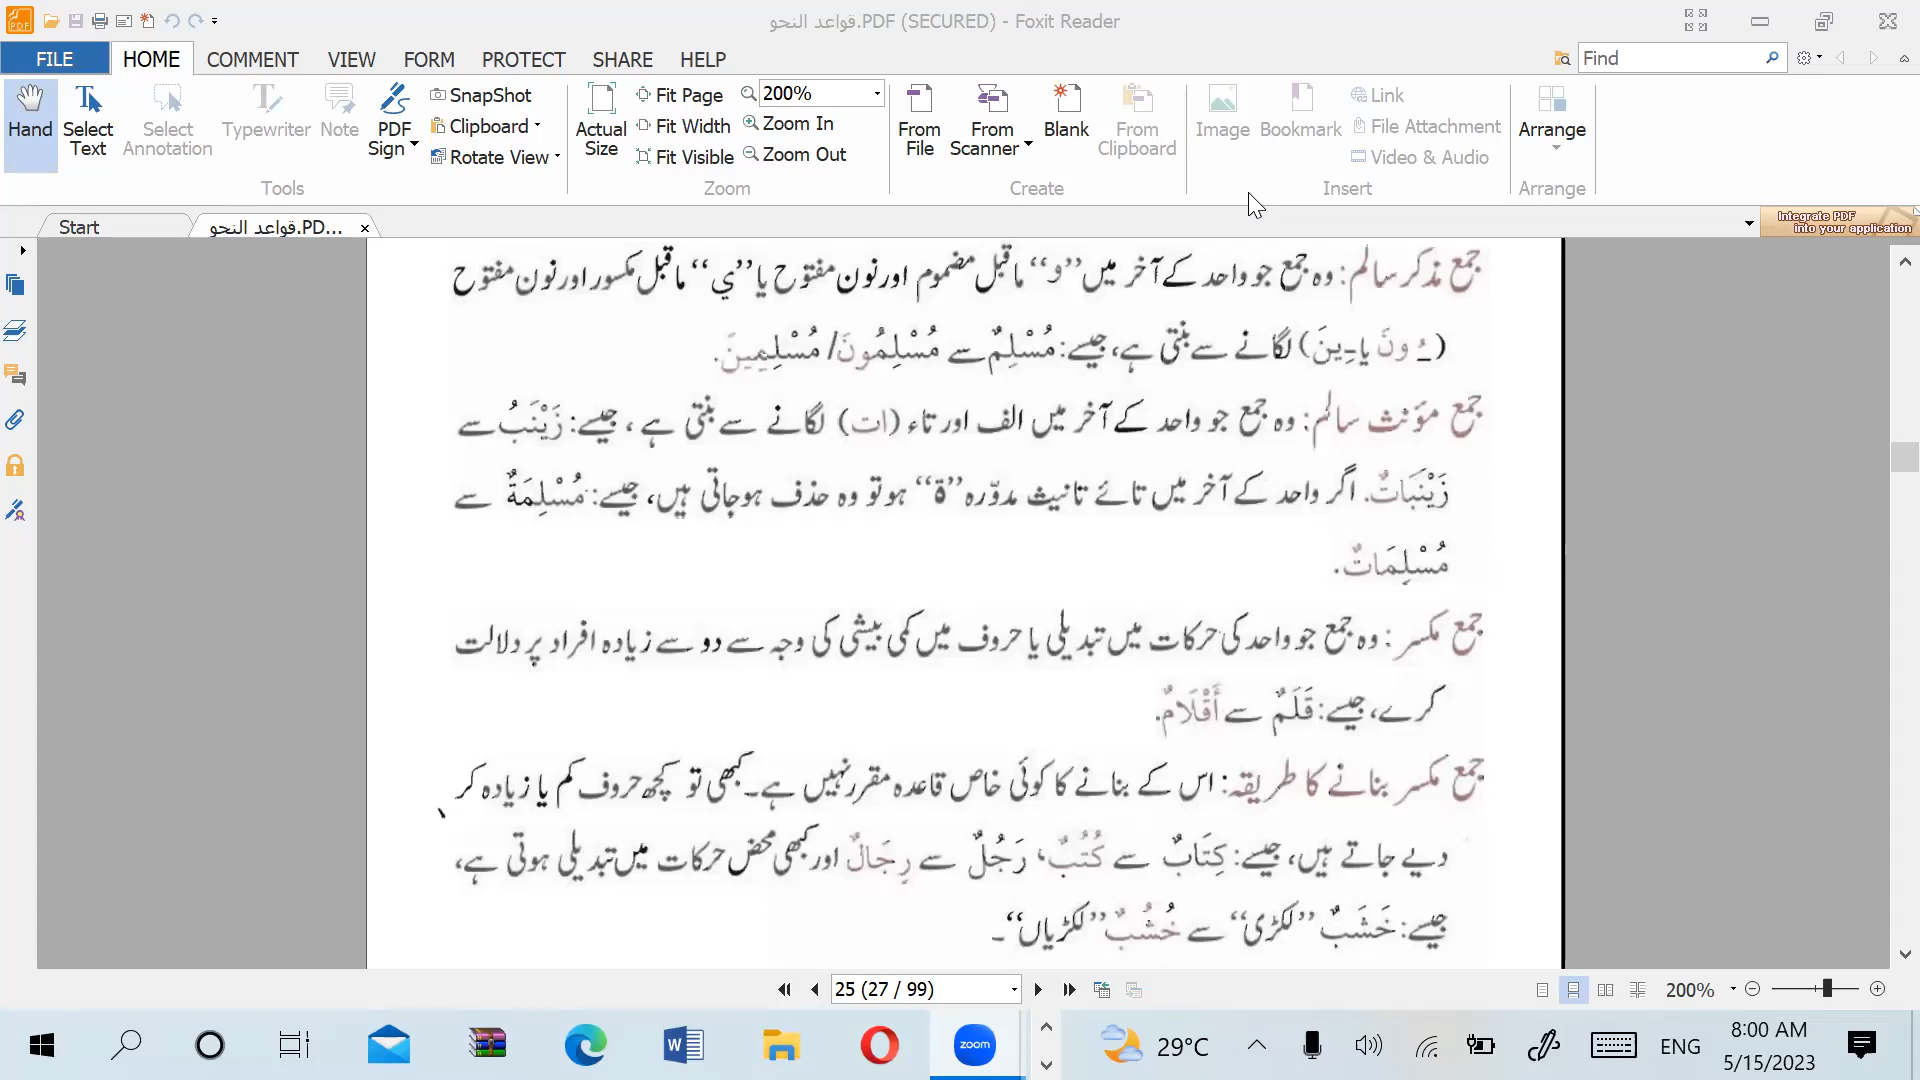 قواعد النحو.PDF (SECURED) - Foxit Reader
FILE HOME COMMENT VIEW FORM PROTECT SHARE HELP
Find
Hand
Select Text
Select Annotation
Typewriter
Note
PDF Sign
SnapShot
Clipboard
Rotate View
Tools
Actual Size
Fit Page
Fit Width
Fit Visible
200%
Zoom In
Zoom Out
Zoom
From File
From Scanner
Blank
From Clipboard
Create
Image
Bookmark
Link
File Attachment
Video & Audio
Insert
Arrange
Arrange
Start
قواعد النحو.PD...
Integrate PDF
into your application
جمع مذکر سالم: وہ جمع جو واحد کے آخر میں ’’و‘‘ ماقبل مضموم اور نون مفتوح یا ’’ي‘‘ ماقبل مکسور اور نون مفتوح
(ـُ ونَ یا ـِ ينَ) لگانے سے بنتی ہے، جیسے: مُسْلِمٌ سے مُسْلِمُونَ/ مُسْلِمِينَ.
جمع مؤنث سالم: وہ جمع جو واحد کے آخر میں الف اور تاء (ات) لگانے سے بنتی ہے، جیسے: زَيْنَبُ سے
زَيْنَبَاتٌ. اگر واحد کے آخر میں تائے تانیث مدوّرہ ’’ة‘‘ ہو تو وہ حذف ہو جاتی ہیں، جیسے: مُسْلِمَةٌ سے
مُسْلِمَاتٌ.
جمع مکسر: وہ جمع جو واحد کی حرکات میں تبدیلی یا حروف میں کمی بیشی کی وجہ سے دو سے زیادہ افراد پر دلالت
کرے، جیسے: قَلَمٌ سے أَقْلَامٌ.
جمع مکسر بنانے کا طریقہ: اس کے بنانے کا کوئی خاص قاعدہ مقرر نہیں ہے۔ کبھی تو کچھ حروف کم یا زیادہ کر
دیے جاتے ہیں، جیسے: كِتَابٌ سے كُتُبٌ، رَجُلٌ سے رِجَالٌ اور کبھی محض حرکات میں تبدیلی ہوتی ہے،
جیسے: خَشَبٌ ’’لکڑی‘‘ سے خُشُبٌ ’’لکڑیاں‘‘۔
25 (27 / 99)
200%
zoom
29°C
ENG
8:00 AM
5/15/2023